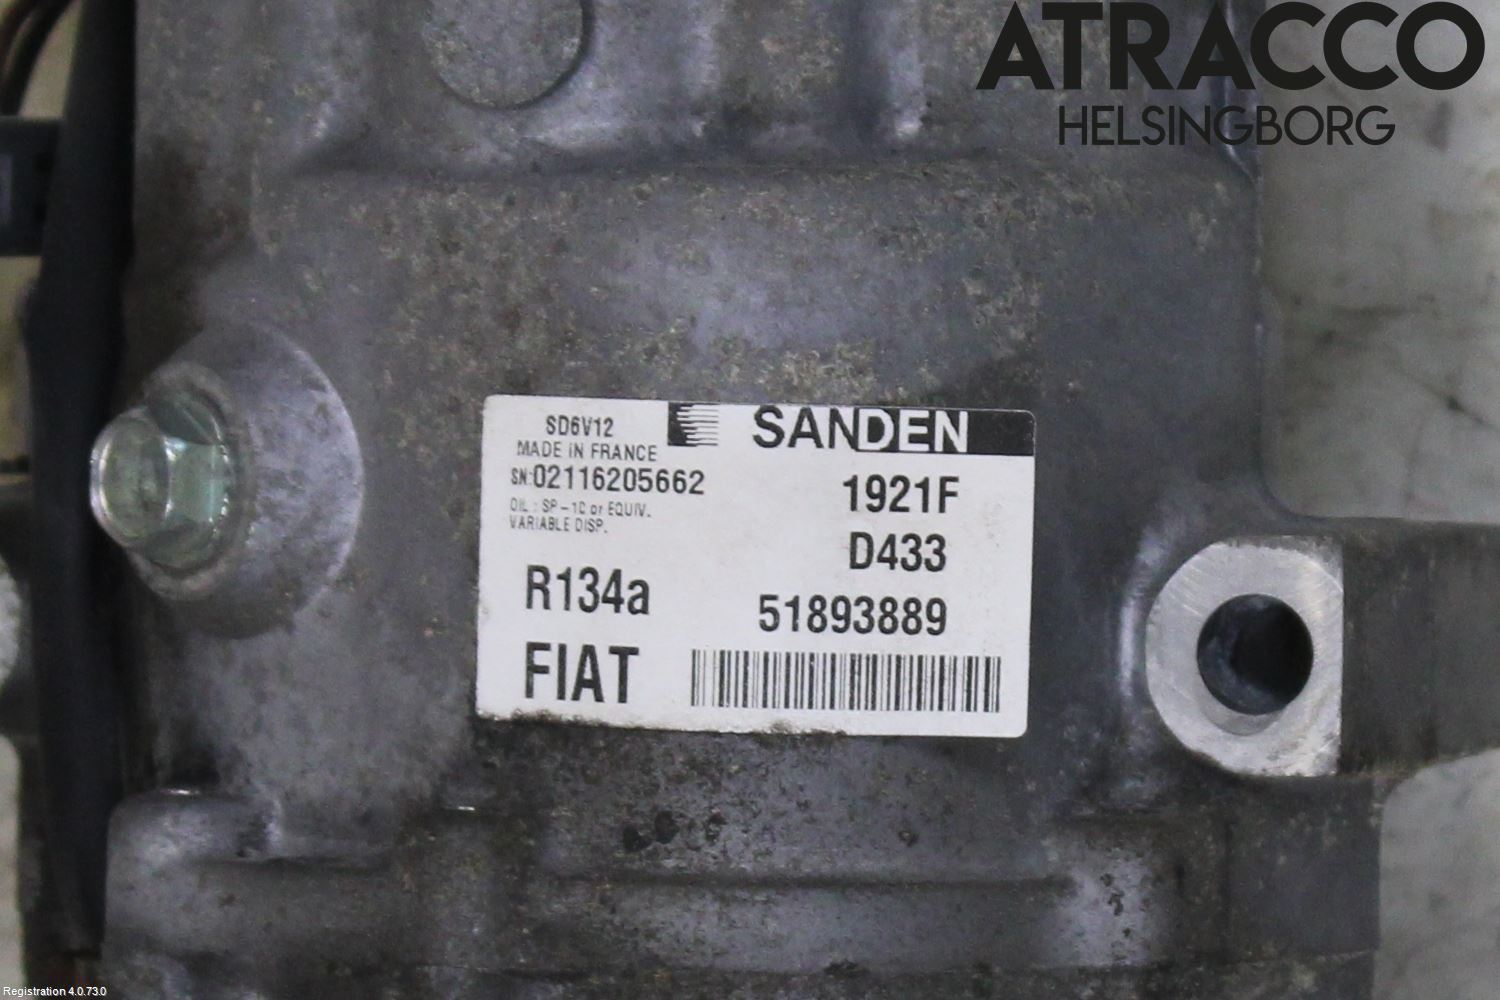 ATRACCO
HELSINGBORG
SD6V12
SANDEN
MADE IN FRANCE
SN:02116205662
1921F
OIL : SP-10 or EQUIV.
VARIABLE DISP.
D433
R134a
51893889
FIAT
Registration 4.0.73.0